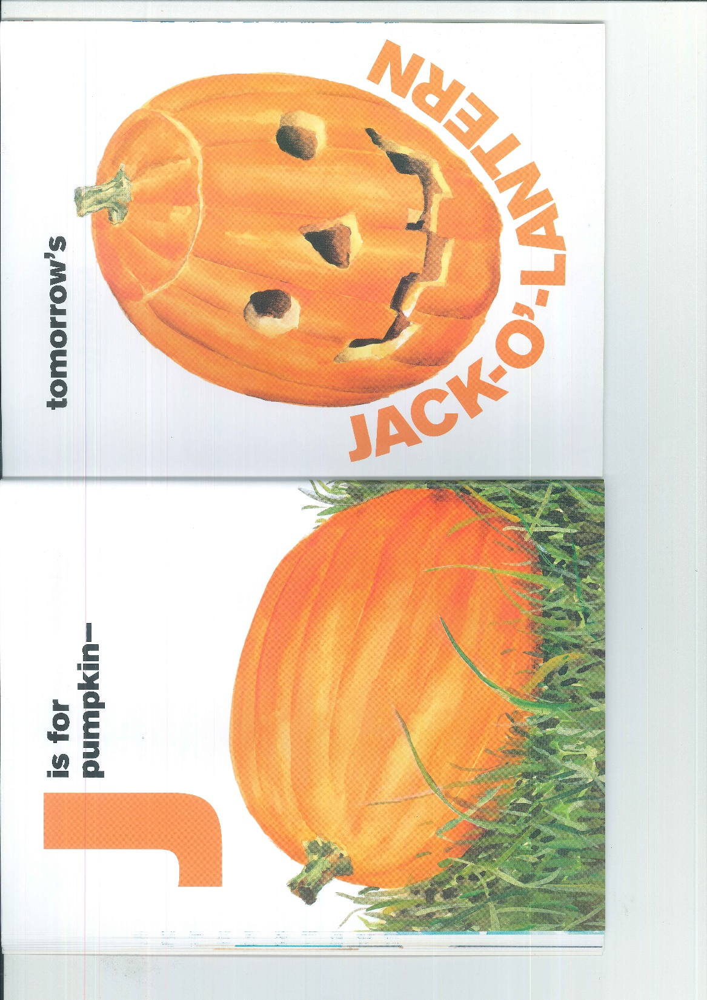 J is for
pumpkin—
tomorrow's
JACK-O'-LANTERN